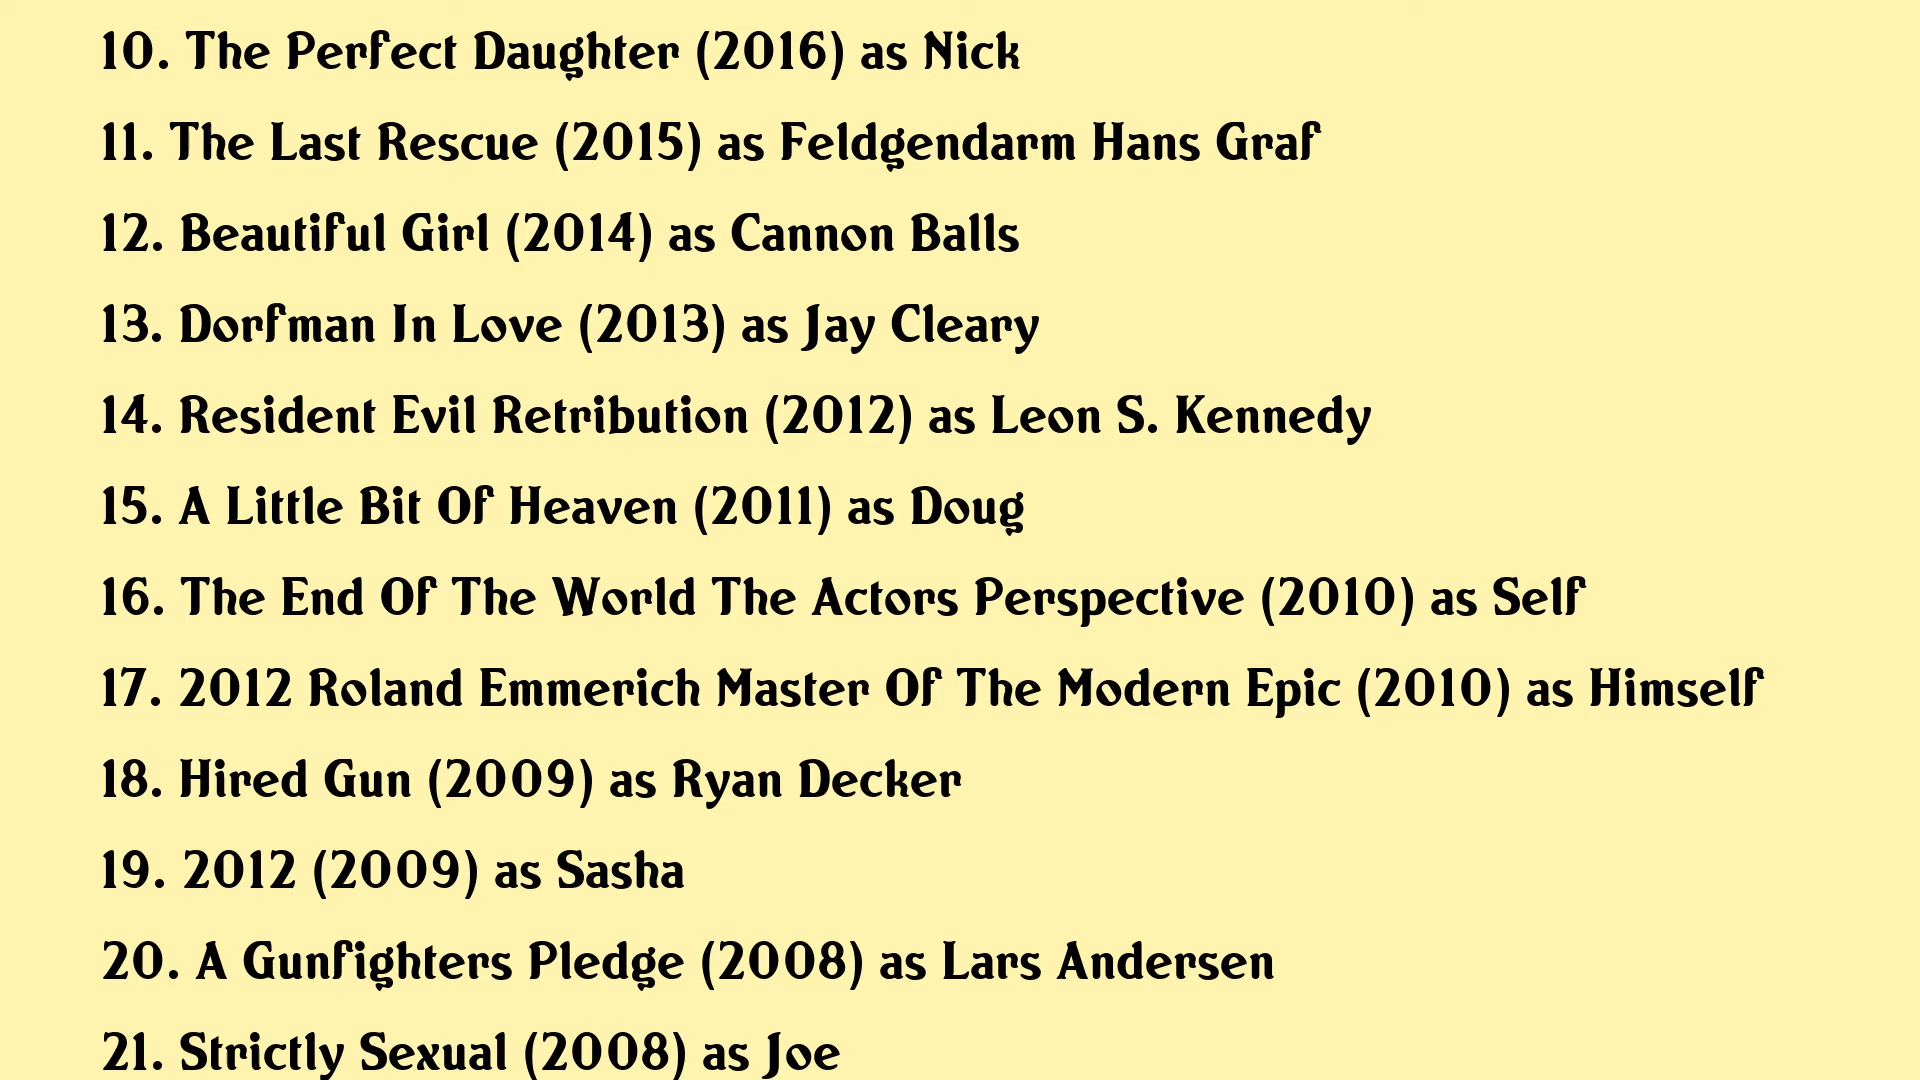 10. The Perfect Daughter (2016) as Nick
11. The Last Rescue (2015) as Feldgendarm Hans Graf
12. Beautiful Girl (2014) as Cannon Balls
13. Dorfman In Love (2013) as Jay Cleary
14. Resident Evil Retribution (2012) as Leon S. Kennedy
15. A Little Bit Of Heaven (2011) as Doug
16. The End Of The World The Actors Perspective (2010) as Self
17. 2012 Roland Emmerich Master Of The Modern Epic (2010) as Himself
18. Hired Gun (2009) as Ryan Decker
19. 2012 (2009) as Sasha
20. A Gunfighters Pledge (2008) as Lars Andersen
21. Strictly Sexual (2008) as Joe